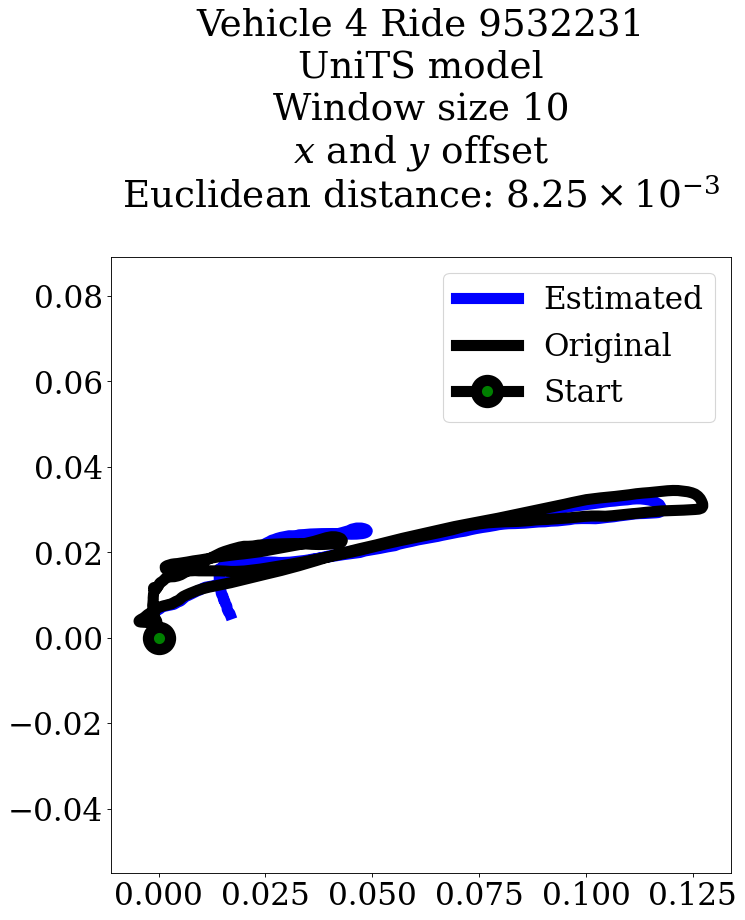 Vehicle 4 Ride 9532231
UniTS model
Window size 10
x and y offset
Euclidean distance: 8.25 × 10⁻³
Estimated
Original
Start
0.08
0.06
0.04
0.02
0.00
−0.02
−0.04
0.000 0.025 0.050 0.075 0.100 0.125